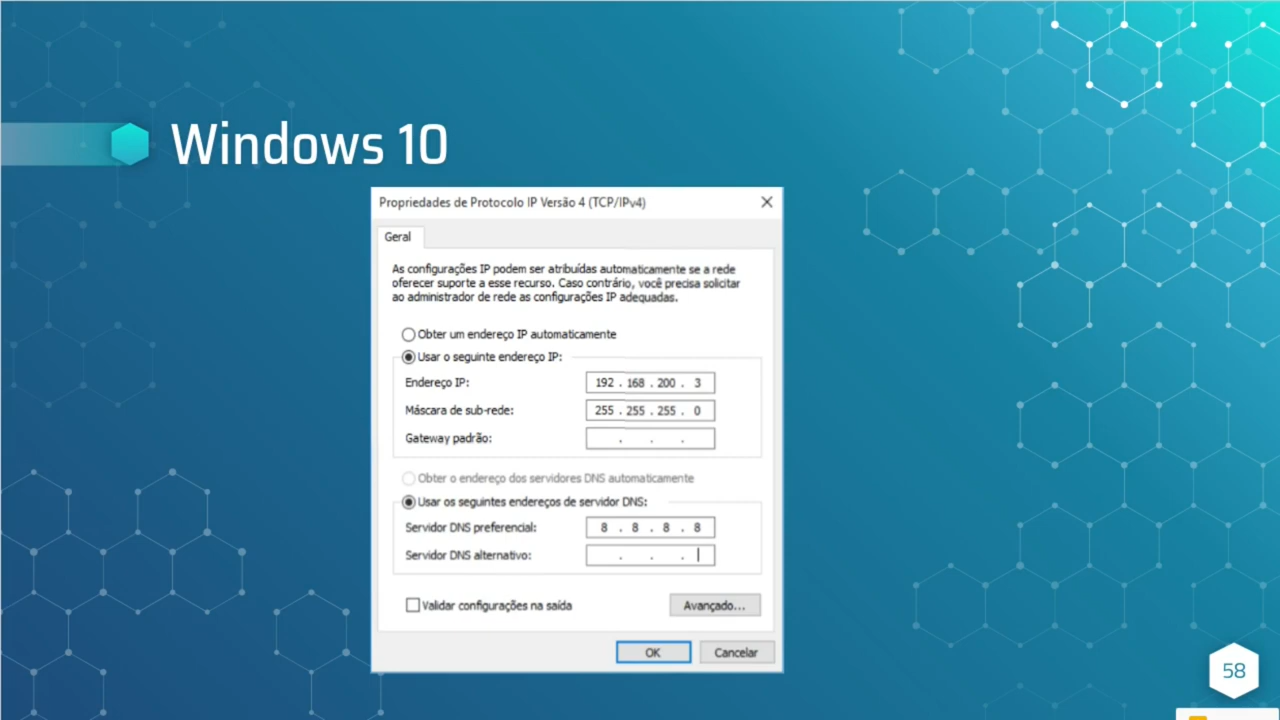 Windows 10
Propriedades de Protocolo IP Versão 4 (TCP/IPv4)
Geral
As configurações IP podem ser atribuídas automaticamente se a rede
oferecer suporte a esse recurso. Caso contrário, você precisa solicitar
ao administrador de rede as configurações IP adequadas.
Obter um endereço IP automaticamente
Usar o seguinte endereço IP:
Endereço IP: 192 . 168 . 200 . 3
Máscara de sub-rede: 255 . 255 . 255 . 0
Gateway padrão: . . .
Obter o endereço dos servidores DNS automaticamente
Usar os seguintes endereços de servidor DNS:
Servidor DNS preferencial: 8 . 8 . 8 . 8
Servidor DNS alternativo: . . .
Validar configurações na saída
Avançado...
OK Cancelar
58